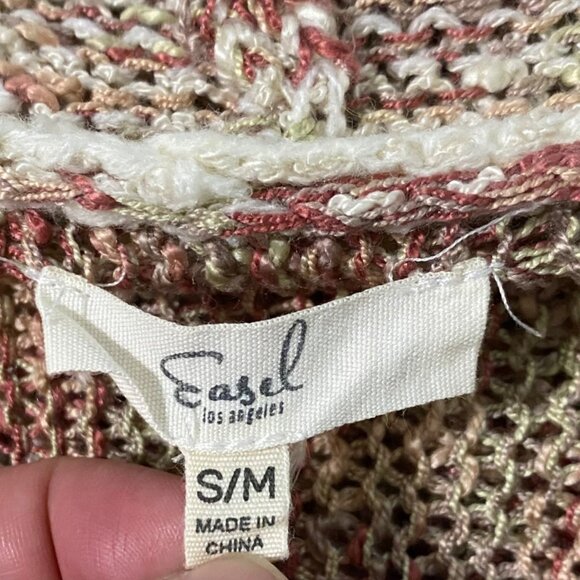 Easel
los angeles
S/M
MADE IN
CHINA